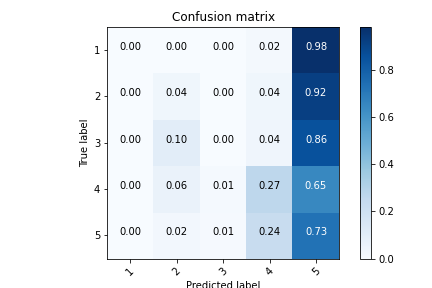 Confusion matrix
1 0.00 0.00 0.00 0.02 0.98
2 0.00 0.04 0.00 0.04 0.92
3 0.00 0.10 0.00 0.04 0.86
4 0.00 0.06 0.01 0.27 0.65
5 0.00 0.02 0.01 0.24 0.73
True label
1 2 3 4 5
Predicted label
0.8
0.6
0.4
0.2
0.0